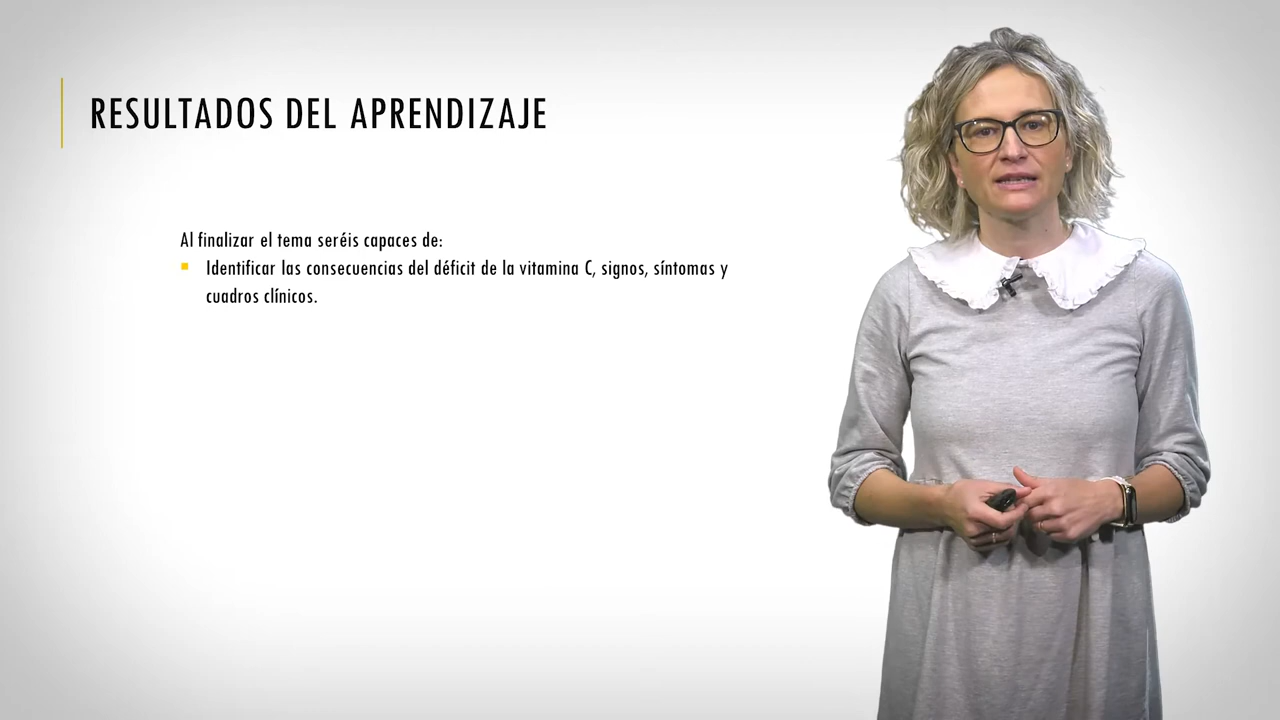 RESULTADOS DEL APRENDIZAJE
Al finalizar el tema seréis capaces de:
Identificar las consecuencias del déficit de la vitamina C, signos, síntomas y
cuadros clínicos.